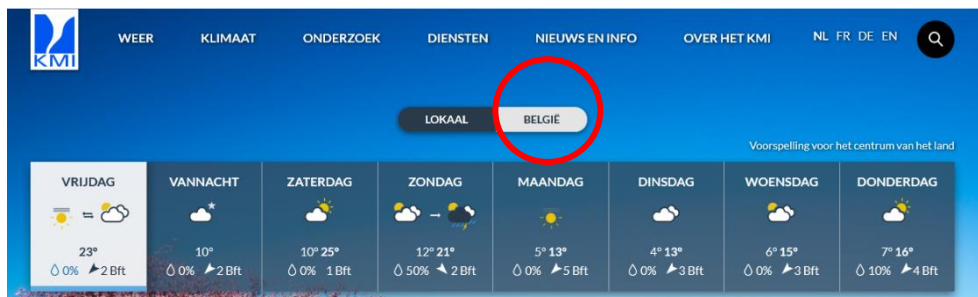 KMI
WEER KLIMAAT ONDERZOEK DIENSTEN NIEUWS EN INFO OVER HET KMI NL FR DE EN
LOKAAL BELGIË
Voorspelling voor het centrum van het land
VRIJDAG VANNACHT ZATERDAG ZONDAG MAANDAG DINSDAG WOENSDAG DONDERDAG
23° 10° 10° 25° 12° 21° 5° 13° 4° 13° 6° 15° 7° 16°
0% 2 Bft 0% 2 Bft 0% 1 Bft 50% 2 Bft 0% 5 Bft 0% 3 Bft 0% 3 Bft 10% 4 Bft